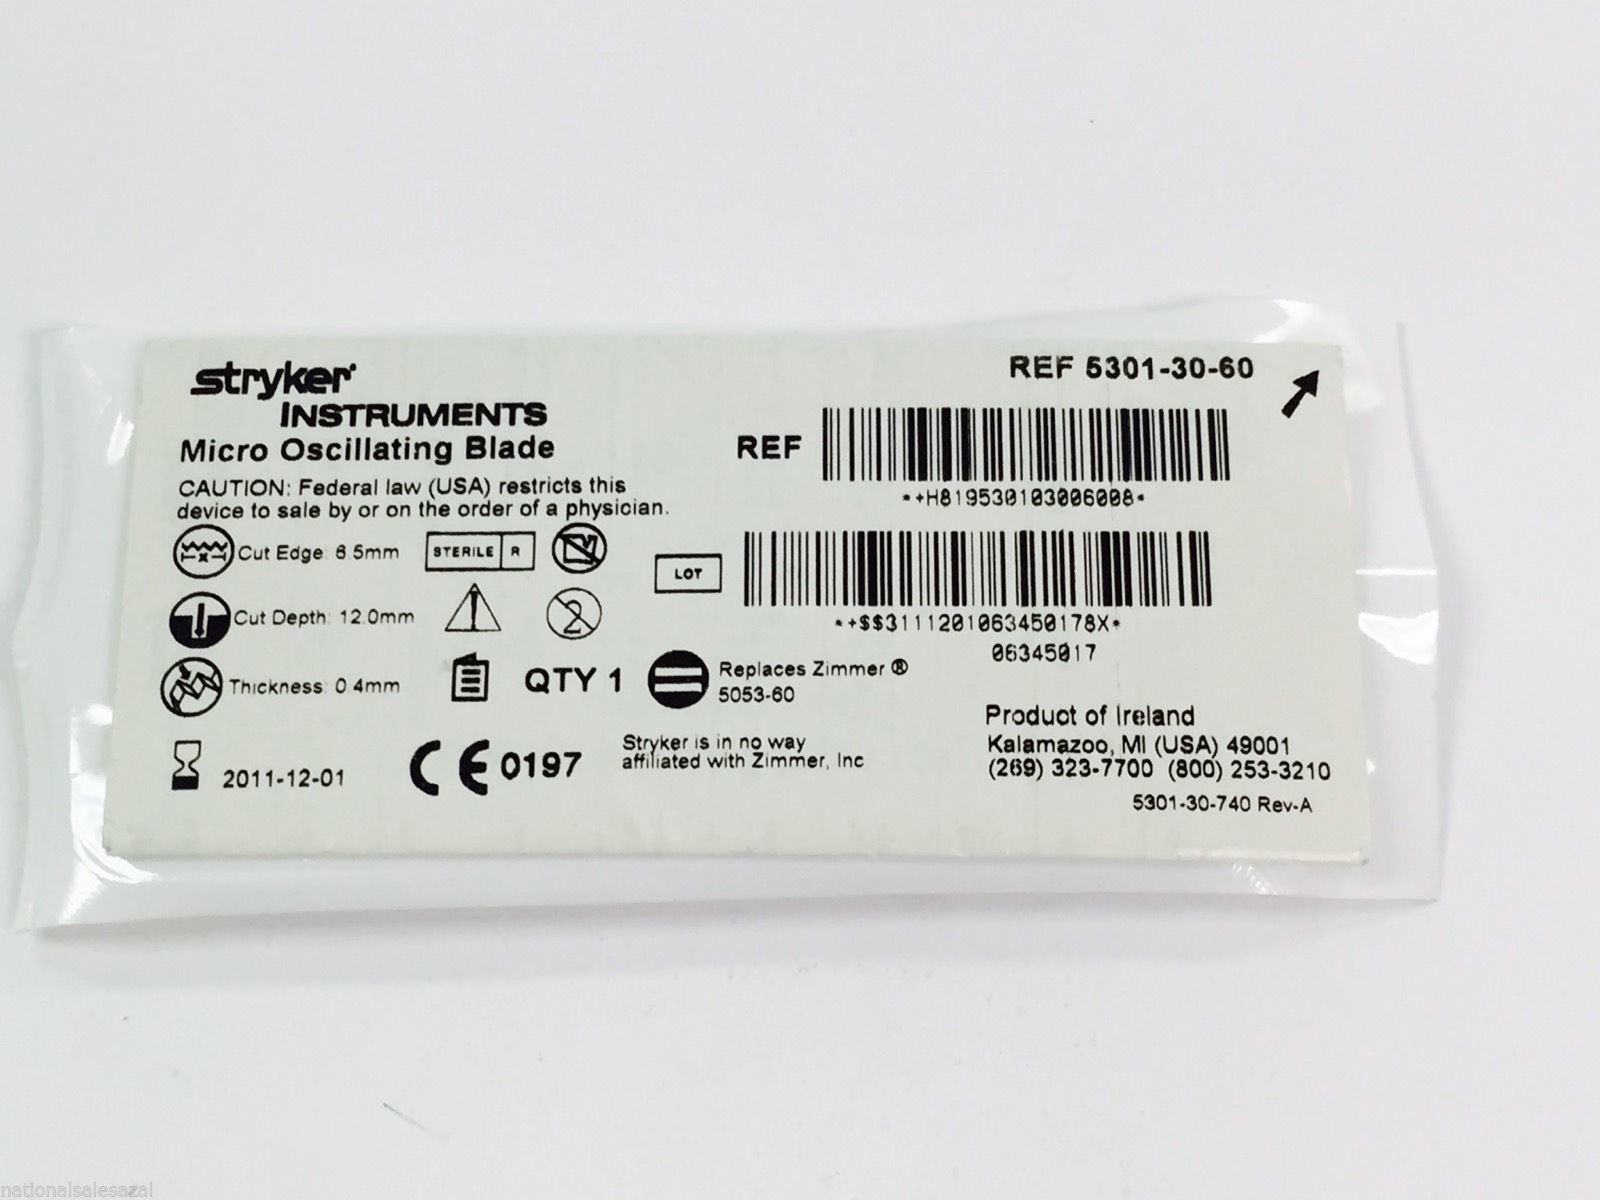 stryker
INSTRUMENTS
Micro Oscillating Blade
CAUTION: Federal law (USA) restricts this
device to sale by or on the order of a physician.
Cut Edge: 6.5mm
STERILE R
Cut Depth: 12.0mm
2
Thickness: 0.4mm
QTY 1
2011-12-01
CE 0197
REF 5301-30-60
REF
*+H819530103006008*
LOT
*+$$3111201063450178X*
06345017
Replaces Zimmer ®
5053-60
Stryker is in no way
affiliated with Zimmer, Inc
Product of Ireland
Kalamazoo, MI (USA) 49001
(269) 323-7700 (800) 253-3210
5301-30-740 Rev-A
nationalsalesazal